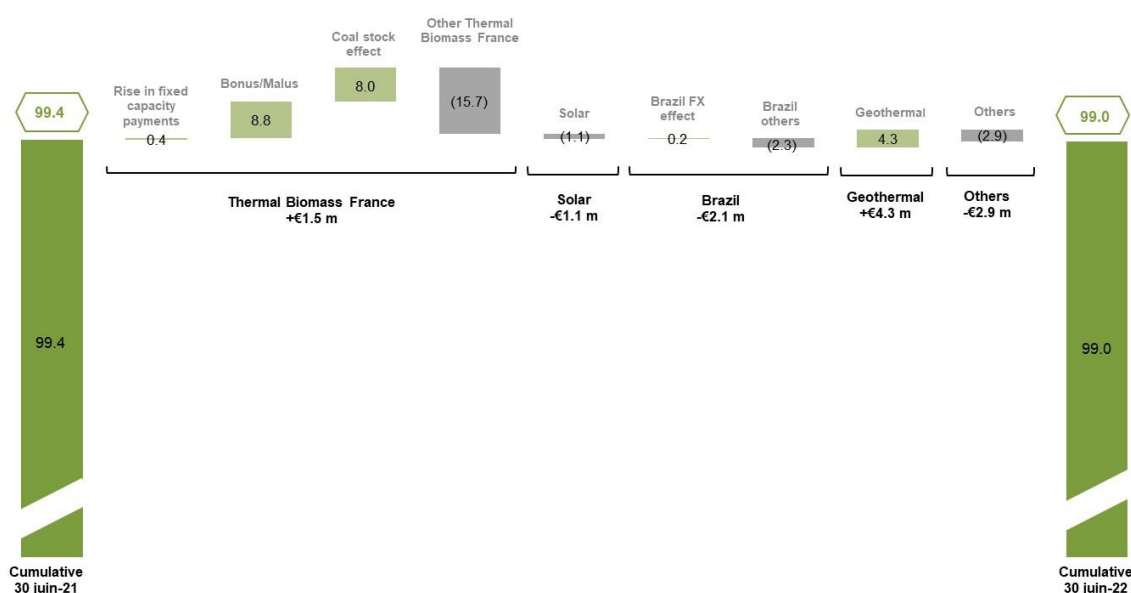 99.4
Rise in fixed
capacity
payments
0.4
Bonus/Malus
8.8
Coal stock
effect
8.0
Other Thermal
Biomass France
(15.7)
Solar
(1.1)
Brazil FX
effect
0.2
Brazil
others
(2.3)
Geothermal
4.3
Others
(2.9)
99.0
Thermal Biomass France
+€1.5 m
Solar
-€1.1 m
Brazil
-€2.1 m
Geothermal
+€4.3 m
Others
-€2.9 m
99.4
99.0
Cumulative
30 juin-21
Cumulative
30 juin-22